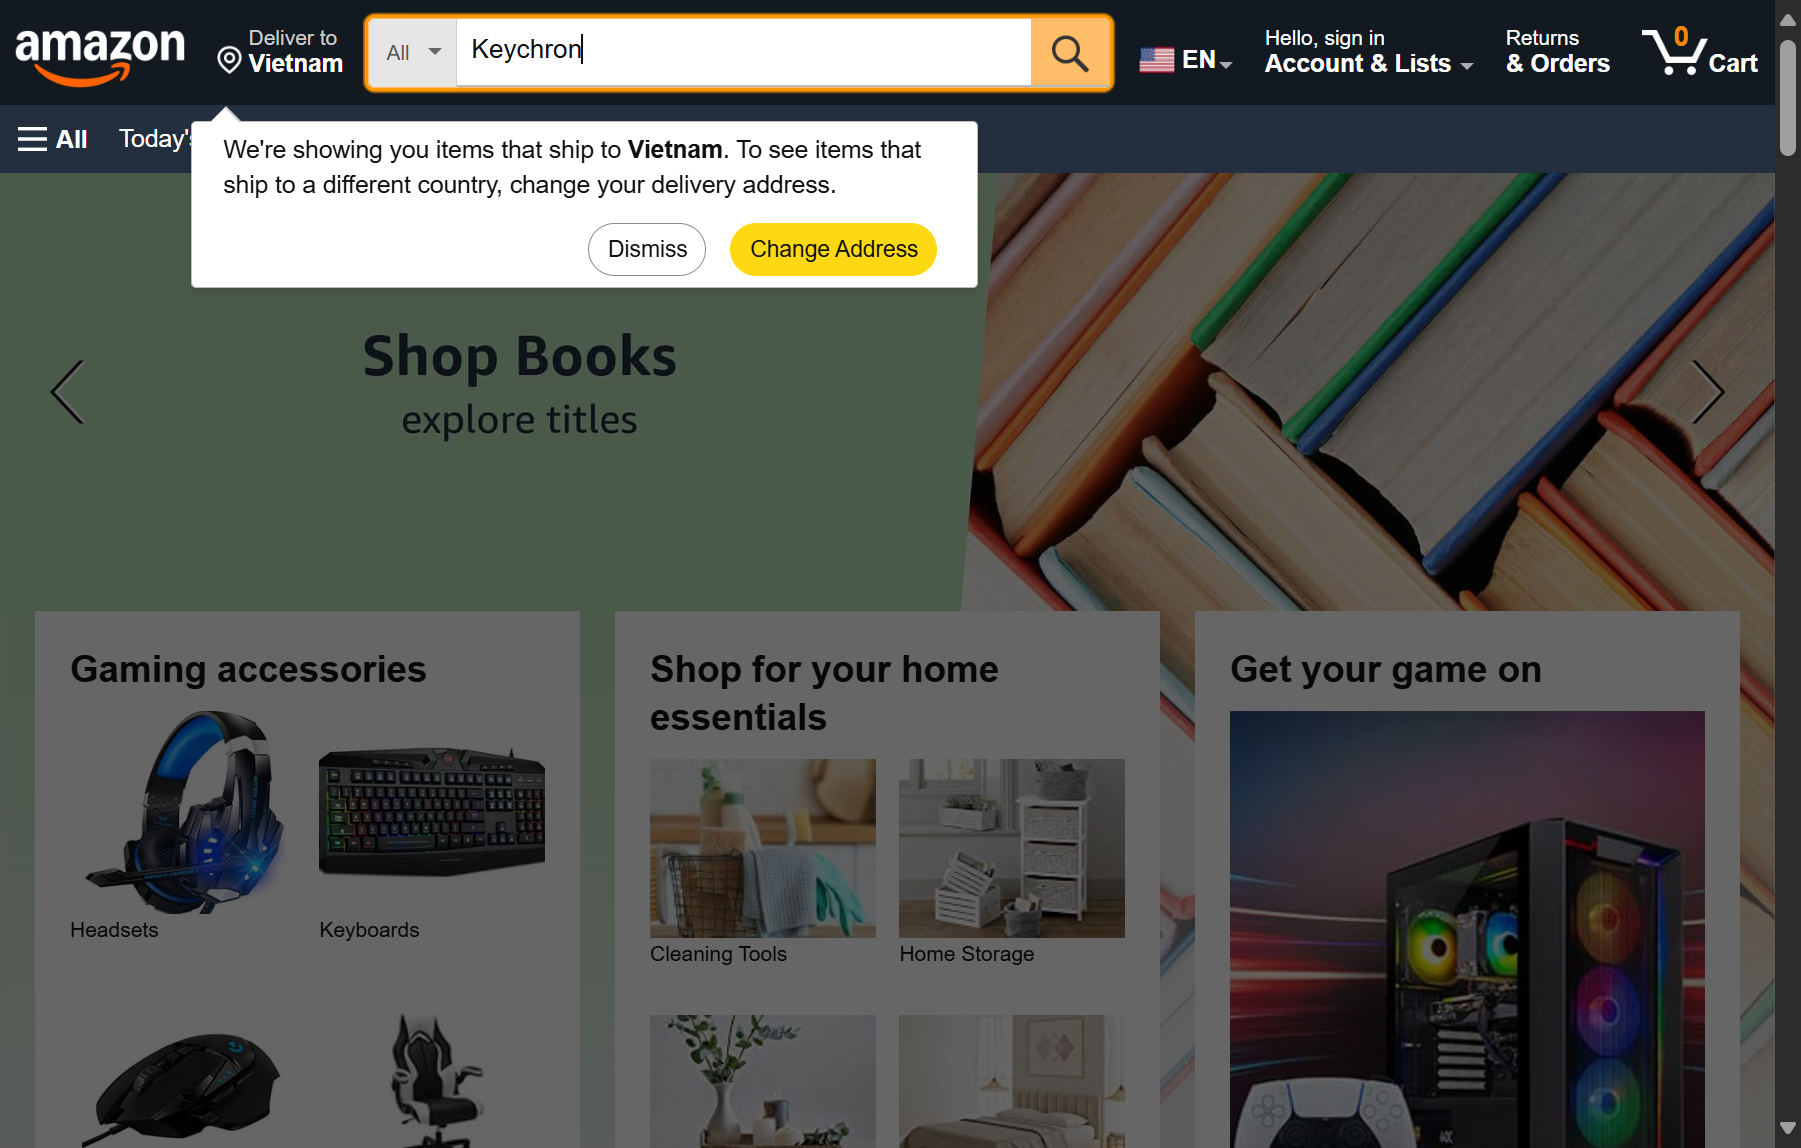 amazon
Deliver to
Vietnam
All
Keychron
EN
Hello, sign in
Account & Lists
Returns
& Orders
0
Cart
All
Today's
We're showing you items that ship to Vietnam. To see items that
ship to a different country, change your delivery address.
Dismiss
Change Address
Shop Books
explore titles
Gaming accessories
Headsets
Keyboards
Shop for your home
essentials
Cleaning Tools
Home Storage
Get your game on